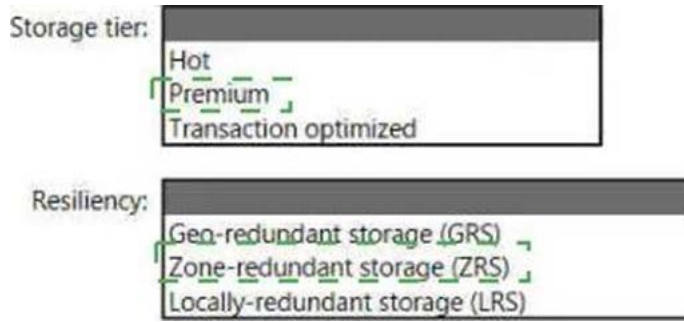 Storage tier:
Hot
Premium
Transaction optimized
Resiliency:
Geo-redundant storage (GRS)
Zone-redundant storage (ZRS)
Locally-redundant storage (LRS)